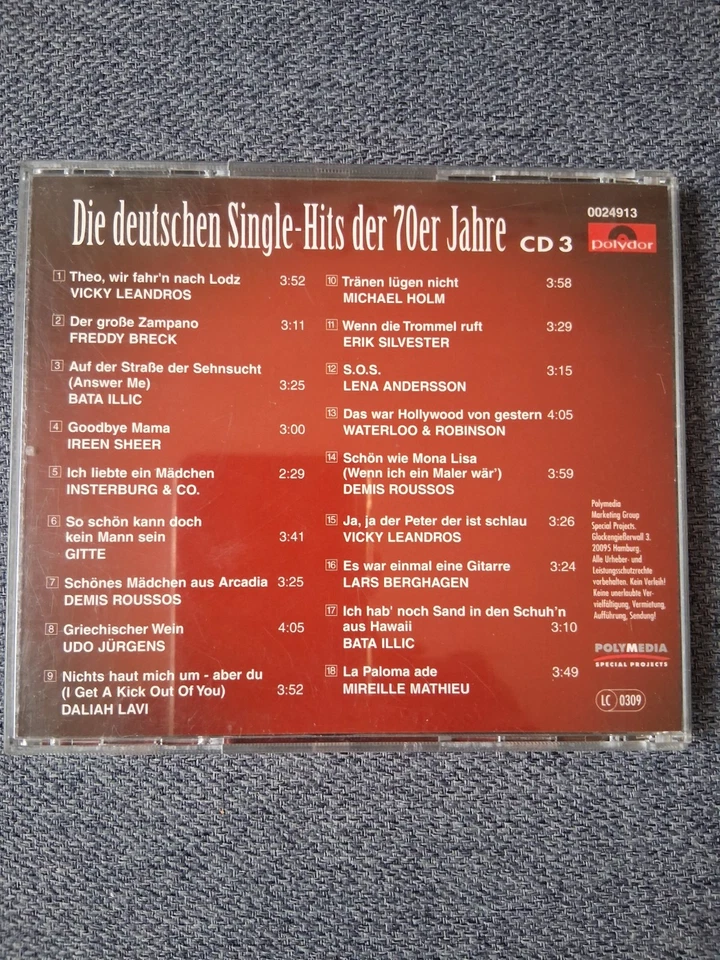 Die deutschen Single-Hits der 70er Jahre CD 3
0024913
polydor
1 Theo, wir fahr'n nach Lodz 3:52
VICKY LEANDROS
2 Der große Zampano 3:11
FREDDY BRECK
3 Auf der Straße der Sehnsucht
(Answer Me) 3:25
BATA ILLIC
4 Goodbye Mama 3:00
IREEN SHEER
5 Ich liebte ein Mädchen 2:29
INSTERBURG & CO.
6 So schön kann doch
kein Mann sein 3:41
GITTE
7 Schönes Mädchen aus Arcadia 3:25
DEMIS ROUSSOS
8 Griechischer Wein 4:05
UDO JÜRGENS
9 Nichts haut mich um - aber du
(I Get A Kick Out Of You) 3:52
DALIAH LAVI
10 Tränen lügen nicht 3:58
MICHAEL HOLM
11 Wenn die Trommel ruft 3:29
ERIK SILVESTER
12 S.O.S. 3:15
LENA ANDERSSON
13 Das war Hollywood von gestern 4:05
WATERLOO & ROBINSON
14 Schön wie Mona Lisa
(Wenn ich ein Maler wär') 3:59
DEMIS ROUSSOS
15 Ja, ja der Peter der ist schlau 3:26
VICKY LEANDROS
16 Es war einmal eine Gitarre 3:24
LARS BERGHAGEN
17 Ich hab' noch Sand in den Schuh'n
aus Hawaii 3:10
BATA ILLIC
18 La Paloma ade 3:49
MIREILLE MATHIEU
Polymedia
Marketing Group
Special Projects.
Glockengießerwall 3.
20095 Hamburg.
Alle Urheber- und
Leistungsschutzrechte
vorbehalten. Kein Verleih!
Keine unerlaubte Ver-
vielfältigung, Vermietung,
Aufführung, Sendung!
POLYMEDIA
SPECIAL PROJECTS
LC 0309